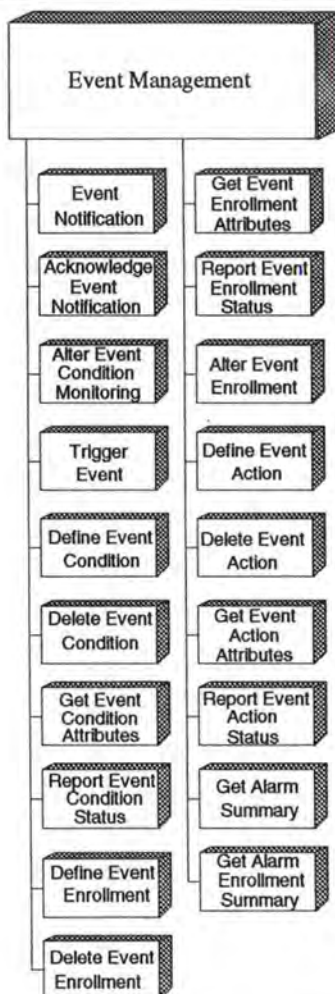 Event Management
Event
Notification
Acknowledge
Event
Notification
Alter Event
Condition
Monitoring
Trigger
Event
Define Event
Condition
Delete Event
Condition
Get Event
Condition
Attributes
Report Event
Condition
Status
Define Event
Enrollment
Delete Event
Enrollment
Get Event
Enrollment
Attributes
Report Event
Enrollment
Status
Alter Event
Enrollment
Define Event
Action
Delete Event
Action
Get Event
Action
Attributes
Report Event
Action
Status
Get Alarm
Summary
Get Alarm
Enrollment
Summary